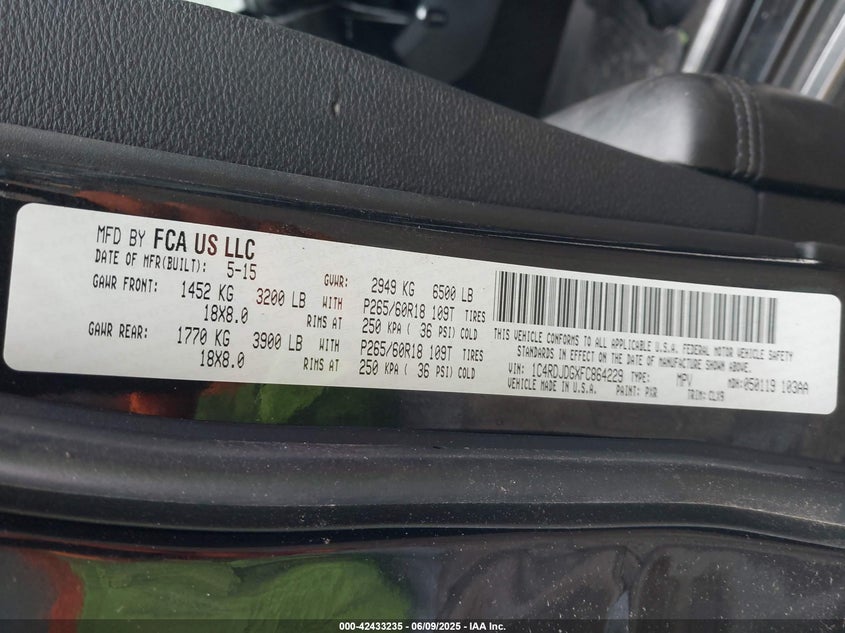 MFD BY FCA US LLC
DATE OF MFR(BUILT): 5-15
GVWR: 2949 KG 6500 LB
GAWR FRONT: 1452 KG 3200 LB WITH P265/60R18 109T TIRES
18X8.0 RIMS AT 250 KPA ( 36 PSI) COLD
GAWR REAR: 1770 KG 3900 LB WITH P265/60R18 109T TIRES
18X8.0 RIMS AT 250 KPA ( 36 PSI) COLD
THIS VEHICLE CONFORMS TO ALL APPLICABLE U.S.A. FEDERAL MOTOR VEHICLE SAFETY
STANDARDS IN EFFECT ON THE DATE OF MANUFACTURE SHOWN ABOVE.
VIN: 1C4RDJDGXFC864229 TYPE: MPV MDH: 050119 103AA
VEHICLE MADE IN U.S.A. PAINT: PXR TRIM: CLX9
000-42433235 - 06/09/2025 - IAA Inc.